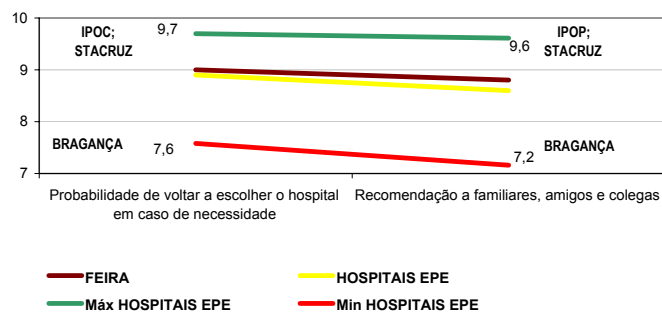 10
IPOC;
STACRUZ
9,7
9,6
IPOP;
STACRUZ
9
8
BRAGANÇA
7,6
7,2
BRAGANÇA
7
Probabilidade de voltar a escolher o hospital
em caso de necessidade
Recomendação a familiares, amigos e colegas
FEIRA
HOSPITAIS EPE
Máx HOSPITAIS EPE
Min HOSPITAIS EPE